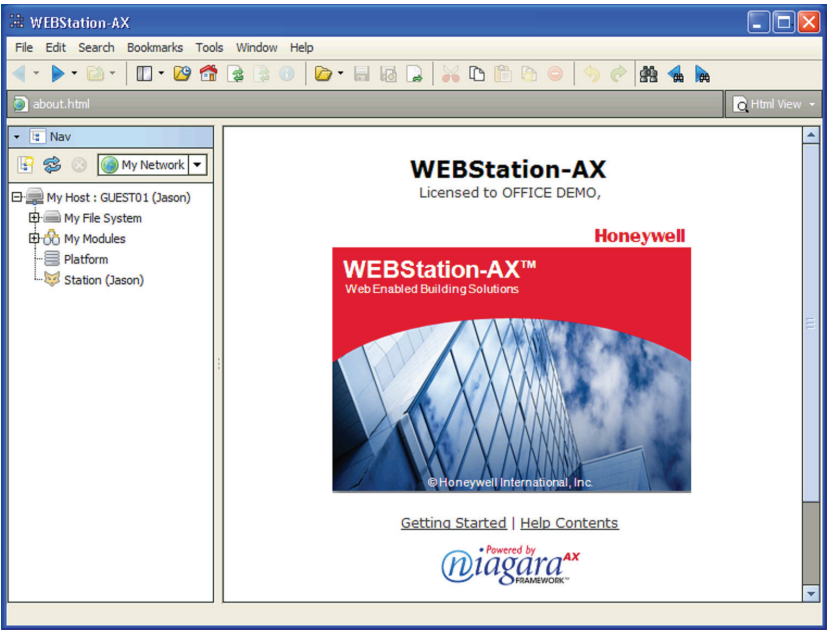 WEBStation-AX
File Edit Search Bookmarks Tools Window Help
about.html
Html View
Nav
My Network
My Host : GUEST01 (Jason)
My File System
My Modules
Platform
Station (Jason)
WEBStation-AX
Licensed to OFFICE DEMO,
Honeywell
WEBStation-AX™
Web Enabled Building Solutions
©Honeywell International, Inc.
Getting Started | Help Contents
Powered by
niagara AX
FRAMEWORK™